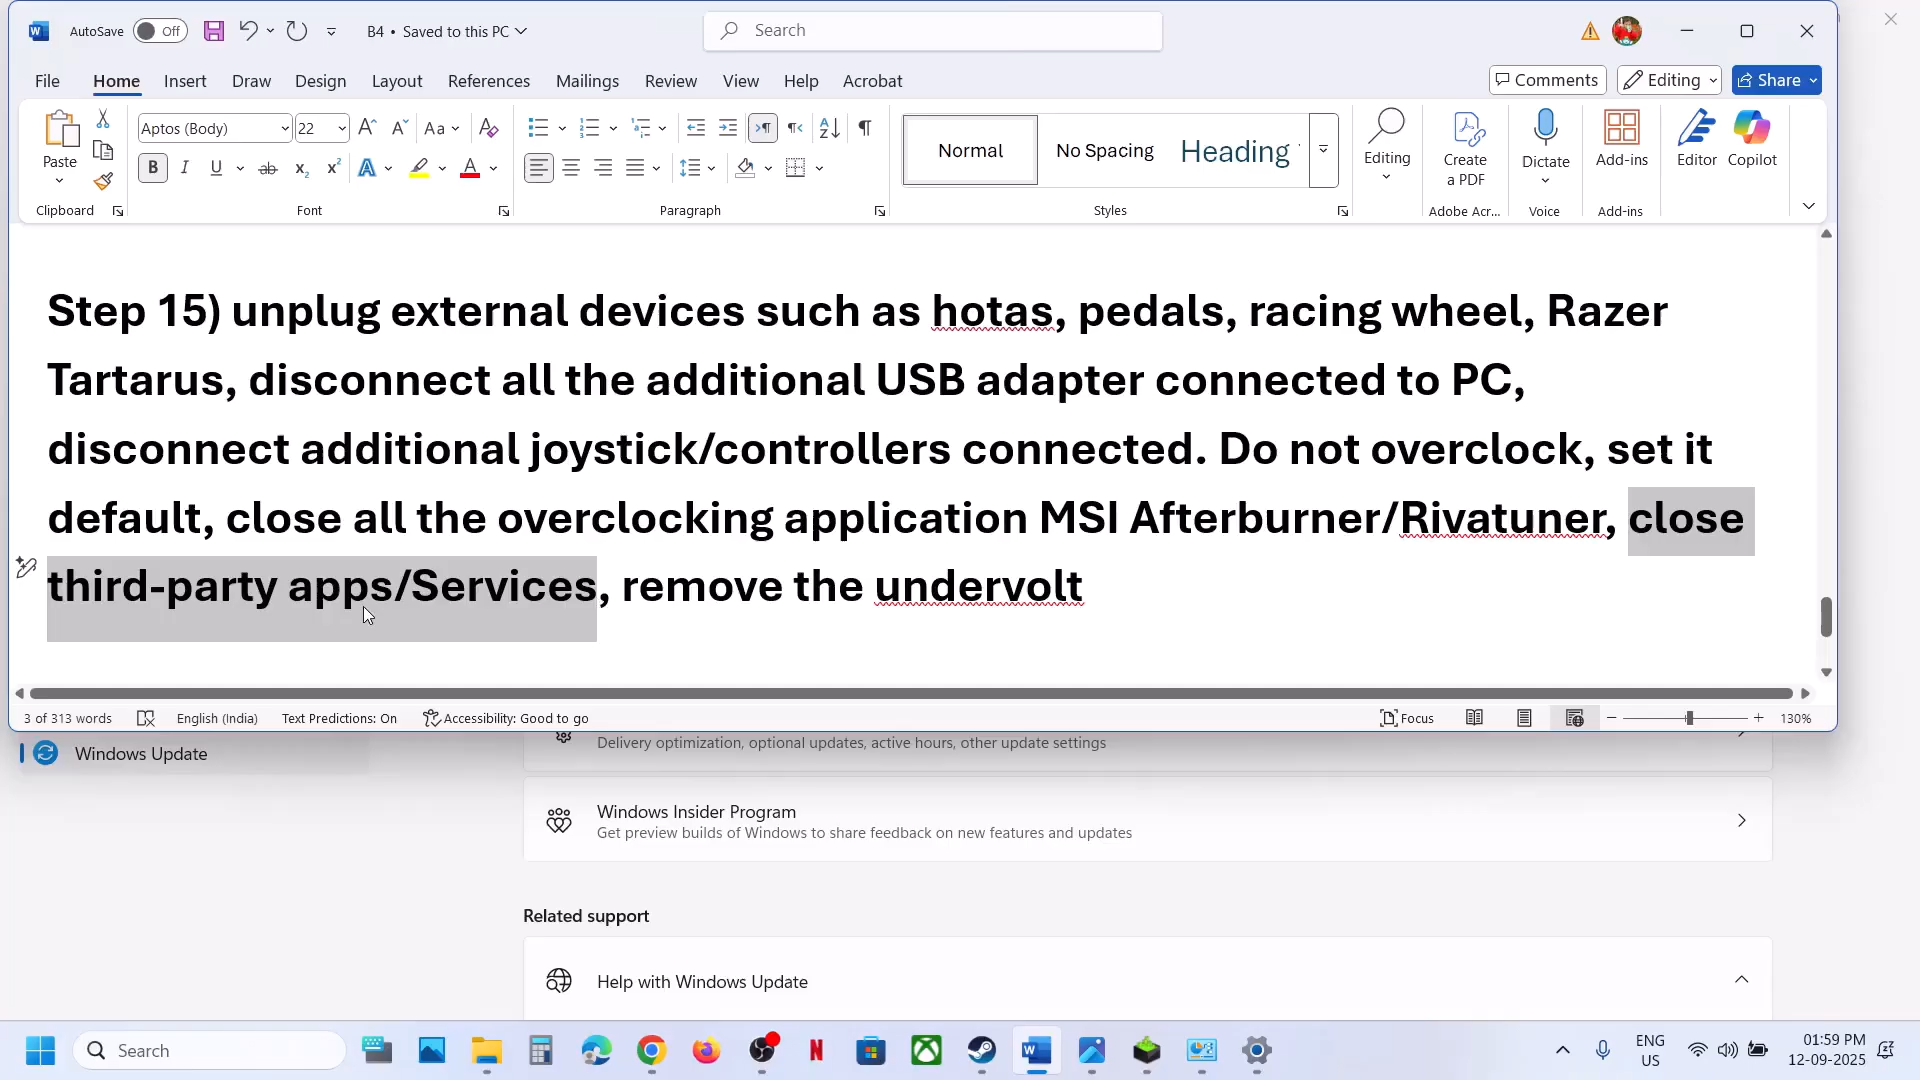 AutoSave Off B4 • Saved to this PC Search
File Home Insert Draw Design Layout References Mailings Review View Help Acrobat Comments Editing Share
Paste Aptos (Body) 22 Aa Normal No Spacing Heading Editing Create a PDF Dictate Add-ins Editor Copilot
Clipboard Font Paragraph Styles Adobe Acr... Voice Add-ins
Step 15) unplug external devices such as hotas, pedals, racing wheel, Razer
Tartarus, disconnect all the additional USB adapter connected to PC,
disconnect additional joystick/controllers connected. Do not overclock, set it
default, close all the overclocking application MSI Afterburner/Rivatuner, close
third-party apps/Services, remove the undervolt
3 of 313 words English (India) Text Predictions: On Accessibility: Good to go Focus 130%
Windows Update
Delivery optimization, optional updates, active hours, other update settings
Windows Insider Program
Get preview builds of Windows to share feedback on new features and updates
Related support
Help with Windows Update
Search ENG US 01:59 PM 12-09-2025